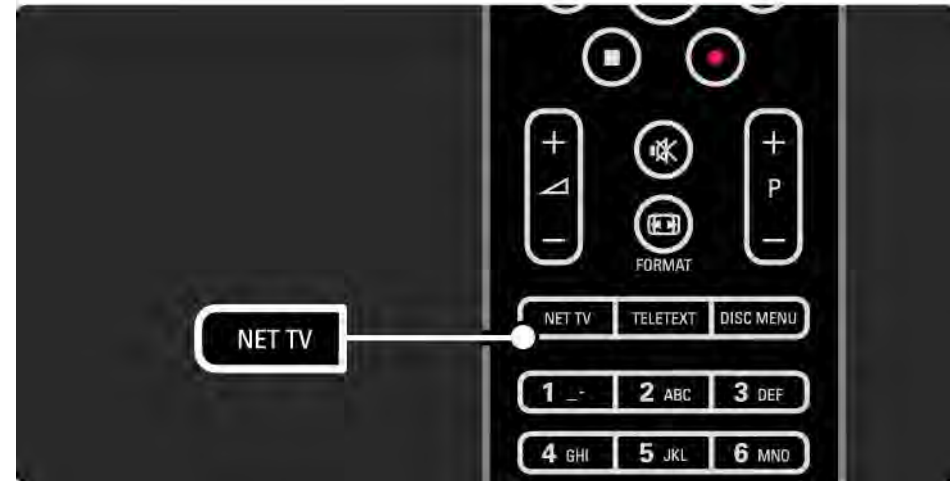 + +
P
- -
FORMAT
NET TV TELETEXT DISC MENU
NET TV
1 _- 2 ABC 3 DEF
4 GHI 5 JKL 6 MNO